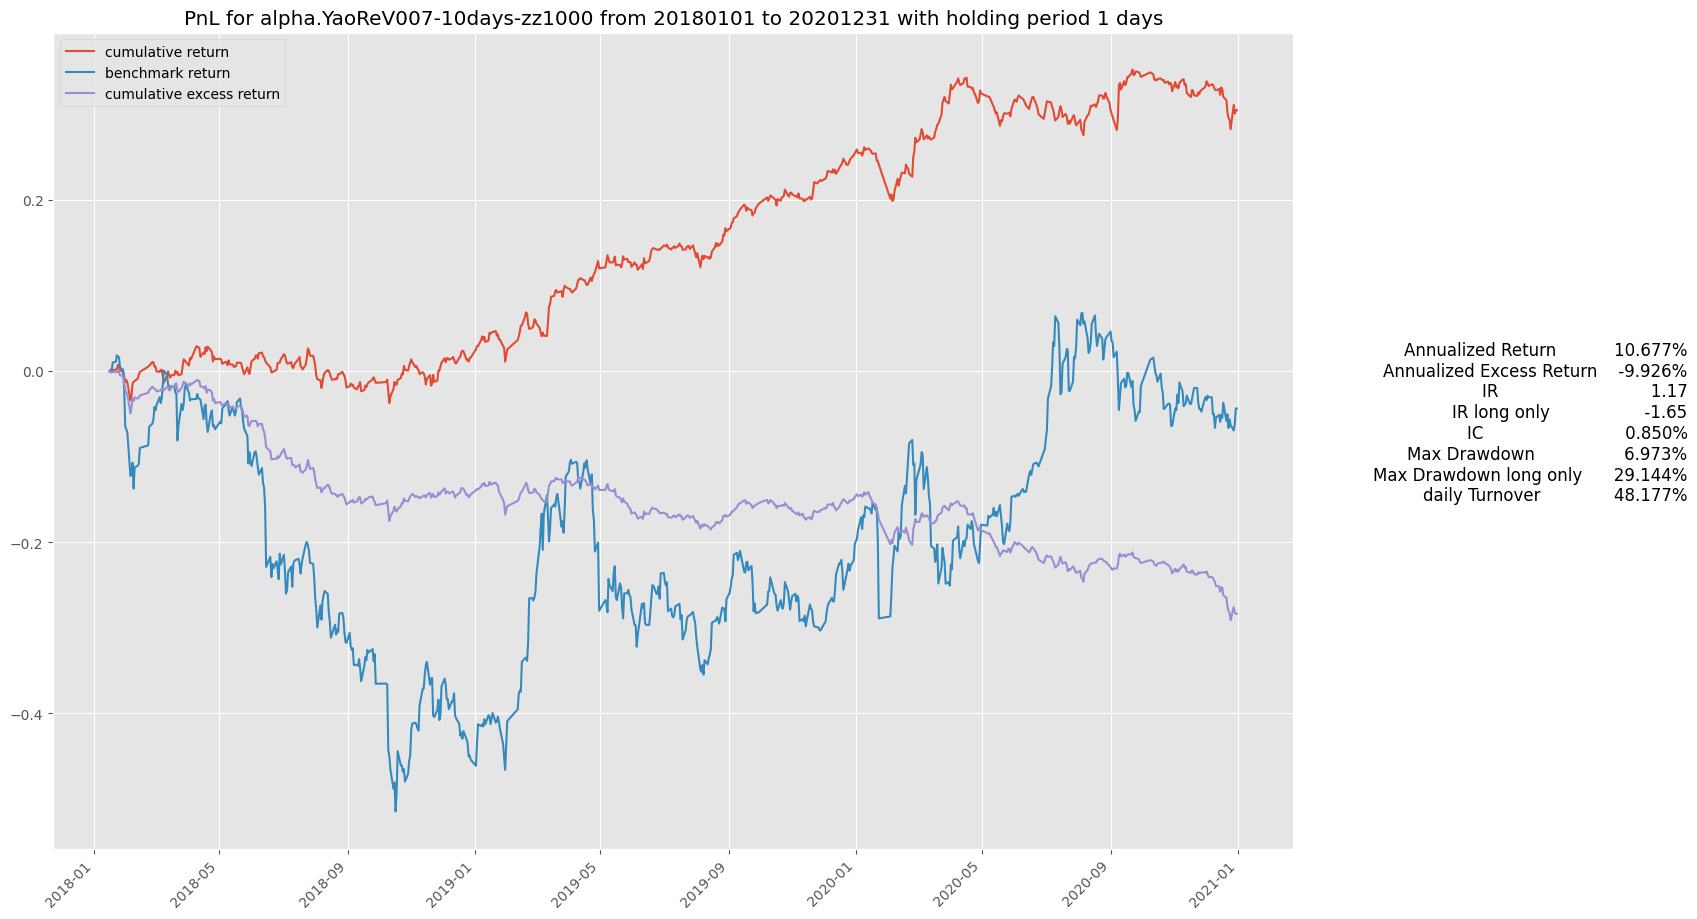 PnL for alpha.YaoReV007-10days-zz1000 from 20180101 to 20201231 with holding period 1 days
cumulative return
benchmark return
cumulative excess return
0.2
0.0
−0.2
−0.4
2018-01
2018-05
2018-09
2019-01
2019-05
2019-09
2020-01
2020-05
2020-09
2021-01
Annualized Return 10.677%
Annualized Excess Return -9.926%
IR 1.17
IR long only -1.65
IC 0.850%
Max Drawdown 6.973%
Max Drawdown long only 29.144%
daily Turnover 48.177%